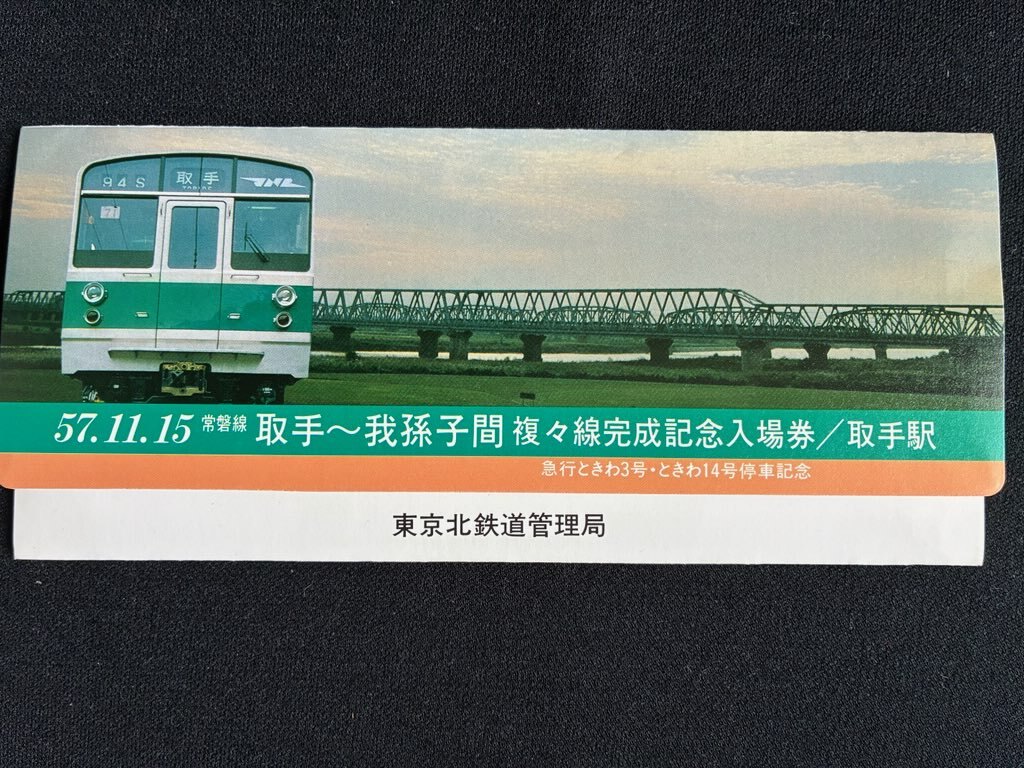 94S 取手 JNR
TORIDE
71
57.11.15 常磐線 取手～我孫子間 複々線完成記念入場券／取手駅
急行ときわ3号・ときわ14号停車記念
東京北鉄道管理局